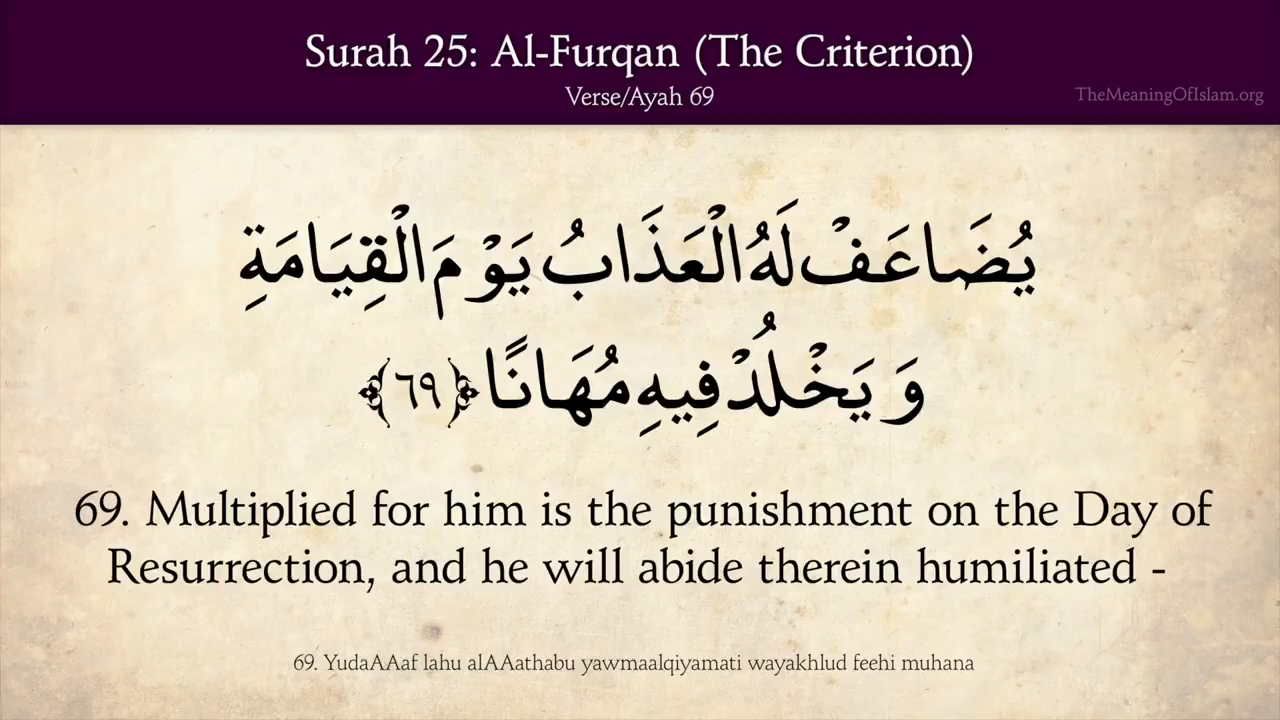 Surah 25: Al-Furqan (The Criterion)
Verse/Ayah 69
TheMeaningOfIslam.org
يُضَاعَفْ لَهُ الْعَذَابُ يَوْمَ الْقِيَامَةِ
وَيَخْلُدْ فِيهِ مُهَانًا ﴿٦٩﴾
69. Multiplied for him is the punishment on the Day of
Resurrection, and he will abide therein humiliated -
69. YudaAAaf lahu alAAathabu yawmaalqiyamati wayakhlud feehi muhana